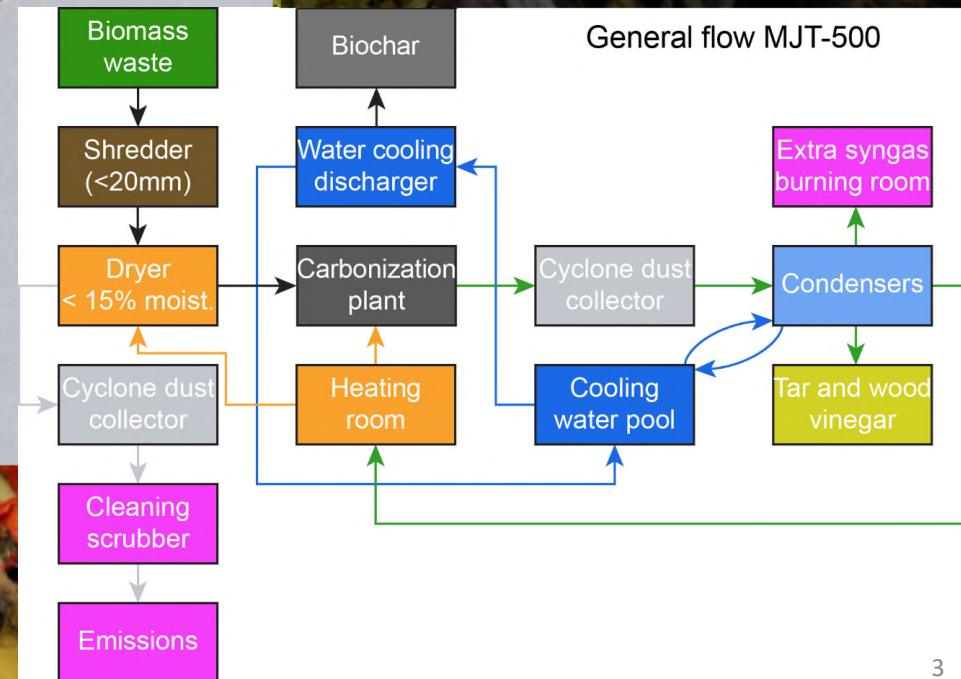 General flow MJT-500
Biomass
waste
Biochar
Shredder
(<20mm)
Water cooling
discharger
Extra syngas
burning room
Dryer
< 15% moist.
Carbonization
plant
Cyclone dust
collector
Condensers
Cyclone dust
collector
Heating
room
Cooling
water pool
Tar and wood
vinegar
Cleaning
scrubber
Emissions
3